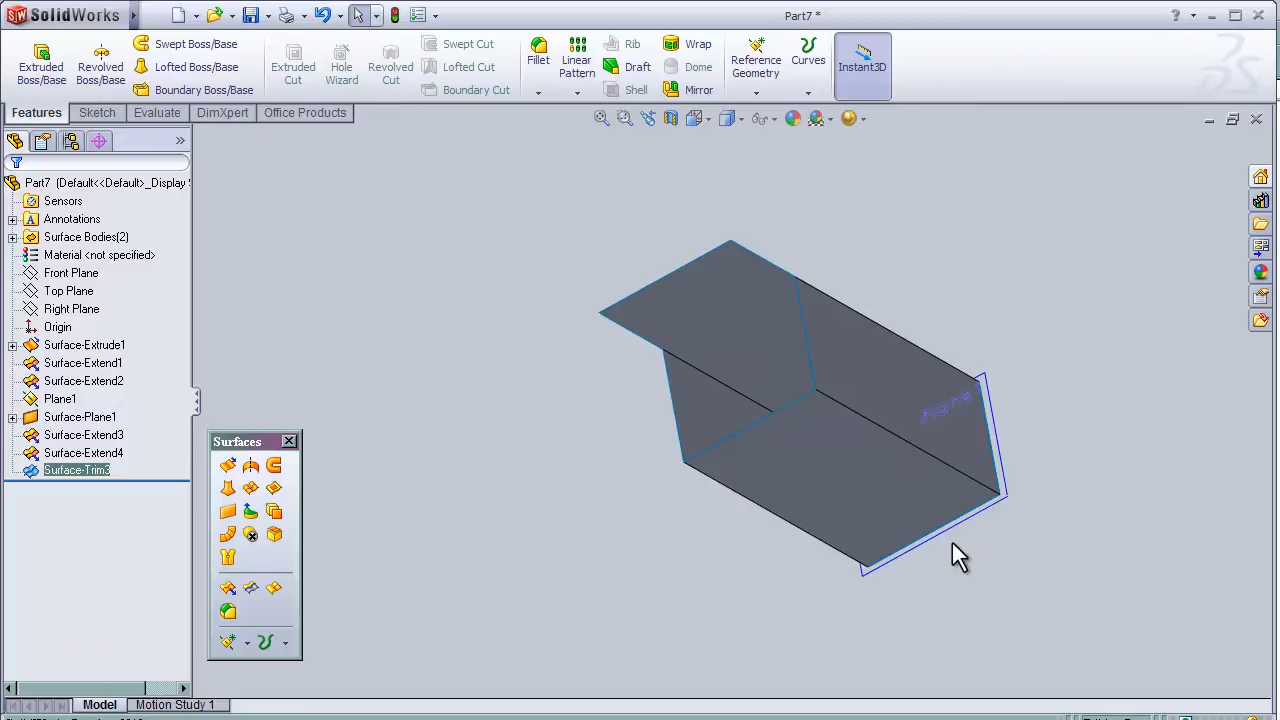 SolidWorks
Part7 *
Extruded Boss/Base
Revolved Boss/Base
Swept Boss/Base
Lofted Boss/Base
Boundary Boss/Base
Extruded Cut
Hole Wizard
Revolved Cut
Swept Cut
Lofted Cut
Boundary Cut
Fillet
Linear Pattern
Rib
Draft
Shell
Wrap
Dome
Mirror
Reference Geometry
Curves
Instant3D
Features
Sketch
Evaluate
DimXpert
Office Products
Part7 (Default<<Default>_Display
Sensors
Annotations
Surface Bodies(2)
Material <not specified>
Front Plane
Top Plane
Right Plane
Origin
Surface-Extrude1
Surface-Extend1
Surface-Extend2
Plane1
Surface-Plane1
Surface-Extend3
Surface-Extend4
Surface-Trim3
Surfaces
Plane
Model
Motion Study 1